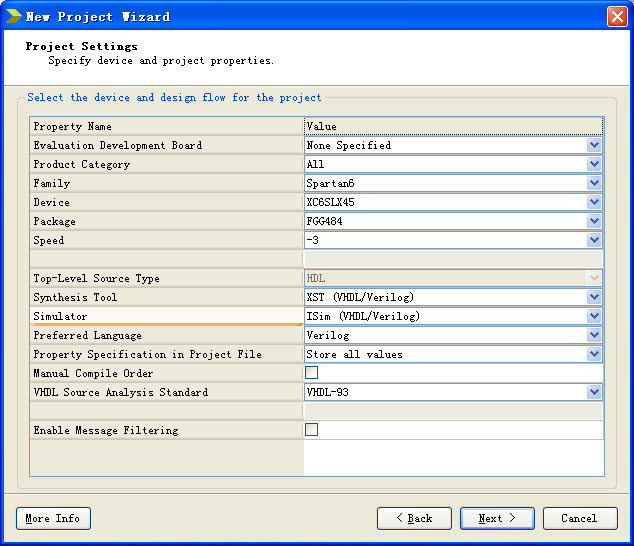 New Project Wizard
Project Settings
Specify device and project properties.
Select the device and design flow for the project
Property Name Value
Evaluation Development Board None Specified
Product Category All
Family Spartan6
Device XC6SLX45
Package FGG484
Speed -3
Top-Level Source Type HDL
Synthesis Tool XST (VHDL/Verilog)
Simulator ISim (VHDL/Verilog)
Preferred Language Verilog
Property Specification in Project File Store all values
Manual Compile Order
VHDL Source Analysis Standard VHDL-93
Enable Message Filtering
More Info < Back Next > Cancel